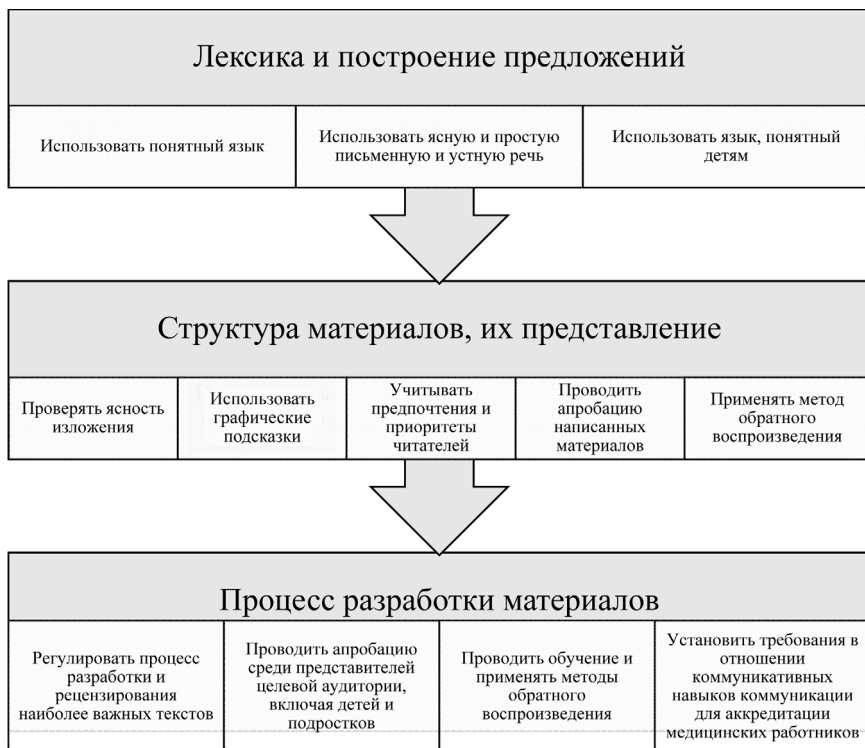 Лексика и построение предложений
Использовать понятный язык
Использовать ясную и простую
письменную и устную речь
Использовать язык, понятный
детям
Структура материалов, их представление
Проверять ясность
изложения
Использовать
графические
подсказки
Учитывать
предпочтения и
приоритеты
читателей
Проводить
апробацию
написанных
материалов
Применять метод
обратного
воспроизведения
Процесс разработки материалов
Регулировать процесс
разработки и
рецензирования
наиболее важных текстов
Проводить апробацию
среди представителей
целевой аудитории,
включая детей и
подростков
Проводить обучение и
применять методы
обратного
воспроизведения
Установить требования в
отношении
коммуникативных
навыков коммуникации
для аккредитации
медицинских работников